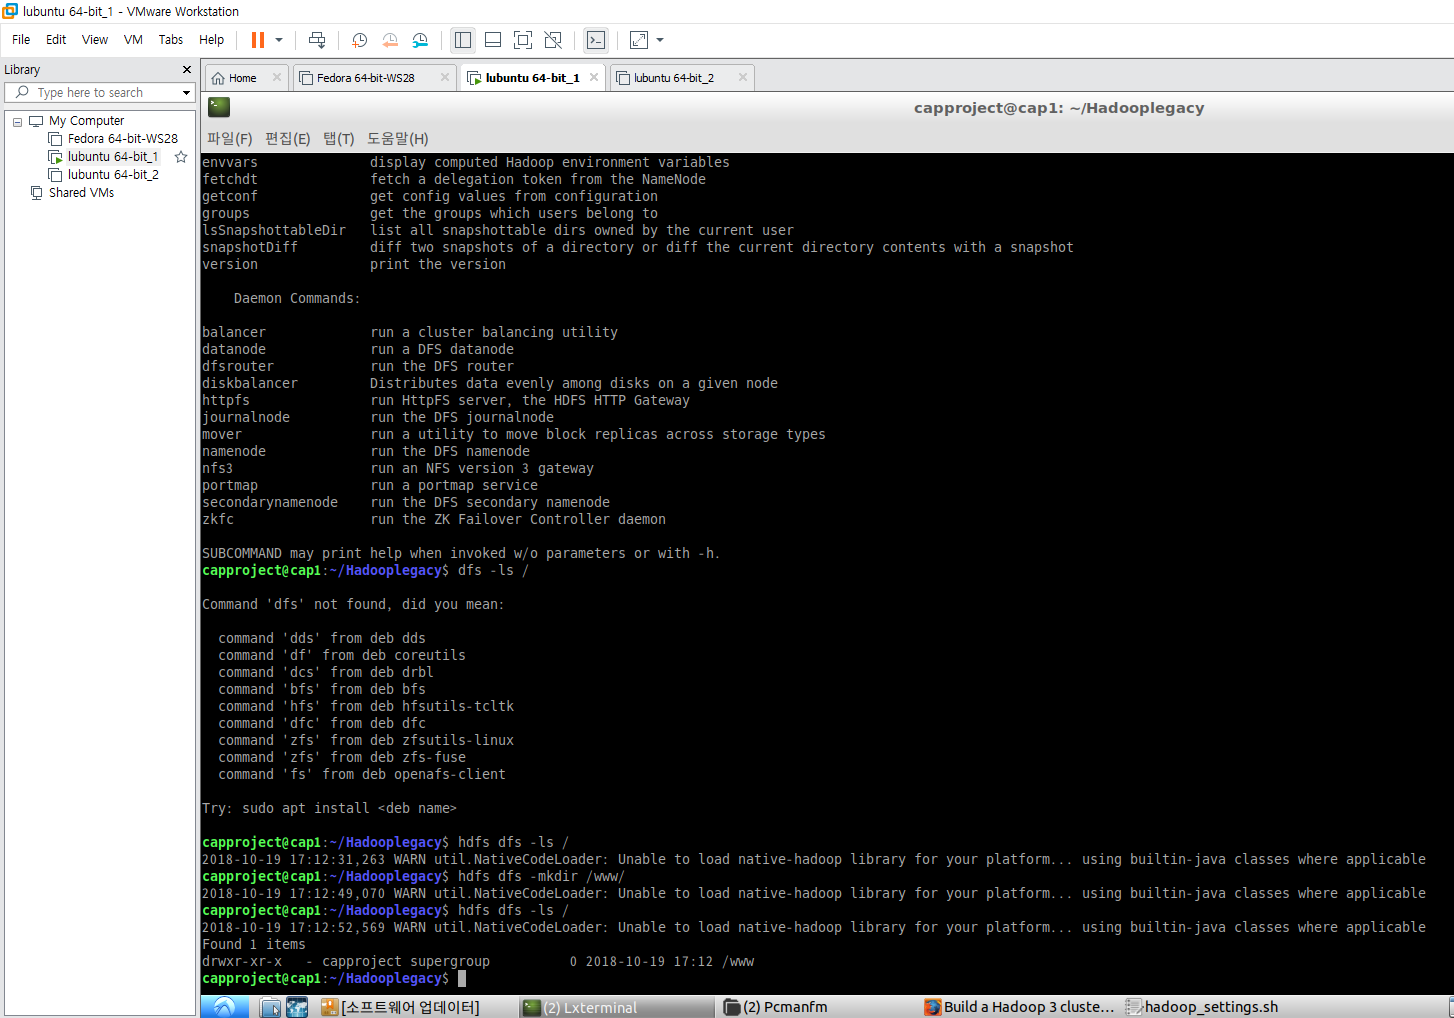 lubuntu 64-bit_1 - VMware Workstation
File Edit View VM Tabs Help
Library
Type here to search
My Computer
Fedora 64-bit-WS28
lubuntu 64-bit_1
lubuntu 64-bit_2
Shared VMs
Home Fedora 64-bit-WS28 lubuntu 64-bit_1 lubuntu 64-bit_2
capproject@cap1: ~/Hadooplegacy
파일(F) 편집(E) 탭(T) 도움말(H)
envvars display computed Hadoop environment variables
fetchdt fetch a delegation token from the NameNode
getconf get config values from configuration
groups get the groups which users belong to
lsSnapshottableDir list all snapshottable dirs owned by the current user
snapshotDiff diff two snapshots of a directory or diff the current directory contents with a snapshot
version print the version
Daemon Commands:
balancer run a cluster balancing utility
datanode run a DFS datanode
dfsrouter run the DFS router
diskbalancer Distributes data evenly among disks on a given node
httpfs run HttpFS server, the HDFS HTTP Gateway
journalnode run the DFS journalnode
mover run a utility to move block replicas across storage types
namenode run the DFS namenode
nfs3 run an NFS version 3 gateway
portmap run a portmap service
secondarynamenode run the DFS secondary namenode
zkfc run the ZK Failover Controller daemon
SUBCOMMAND may print help when invoked w/o parameters or with -h.
capproject@cap1:~/Hadooplegacy$ dfs -ls /
Command 'dfs' not found, did you mean:
command 'dds' from deb dds
command 'df' from deb coreutils
command 'dcs' from deb drbl
command 'bfs' from deb bfs
command 'hfs' from deb hfsutils-tcltk
command 'dfc' from deb dfc
command 'zfs' from deb zfsutils-linux
command 'zfs' from deb zfs-fuse
command 'fs' from deb openafs-client
Try: sudo apt install <deb name>
capproject@cap1:~/Hadooplegacy$ hdfs dfs -ls /
2018-10-19 17:12:31,263 WARN util.NativeCodeLoader: Unable to load native-hadoop library for your platform... using builtin-java classes where applicable
capproject@cap1:~/Hadooplegacy$ hdfs dfs -mkdir /www/
2018-10-19 17:12:49,070 WARN util.NativeCodeLoader: Unable to load native-hadoop library for your platform... using builtin-java classes where applicable
capproject@cap1:~/Hadooplegacy$ hdfs dfs -ls /
2018-10-19 17:12:52,569 WARN util.NativeCodeLoader: Unable to load native-hadoop library for your platform... using builtin-java classes where applicable
Found 1 items
drwxr-xr-x - capproject supergroup 0 2018-10-19 17:12 /www
capproject@cap1:~/Hadooplegacy$
[소프트웨어 업데이터] (2) Lxterminal (2) Pcmanfm Build a Hadoop 3 cluste... hadoop_settings.sh